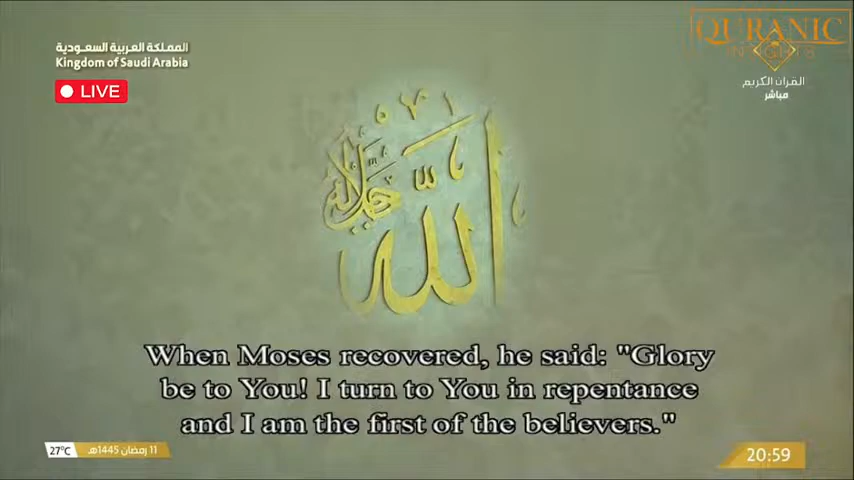 المملكة العربية السعودية
Kingdom of Saudi Arabia
LIVE
QURANIC
INSIGHTS
القرآن الكريم
مباشر
الله
جل جلاله
When Moses recovered, he said: "Glory
be to You! I turn to You in repentance
and I am the first of the believers."
27°C
11 رمضان 1445هـ
20:59